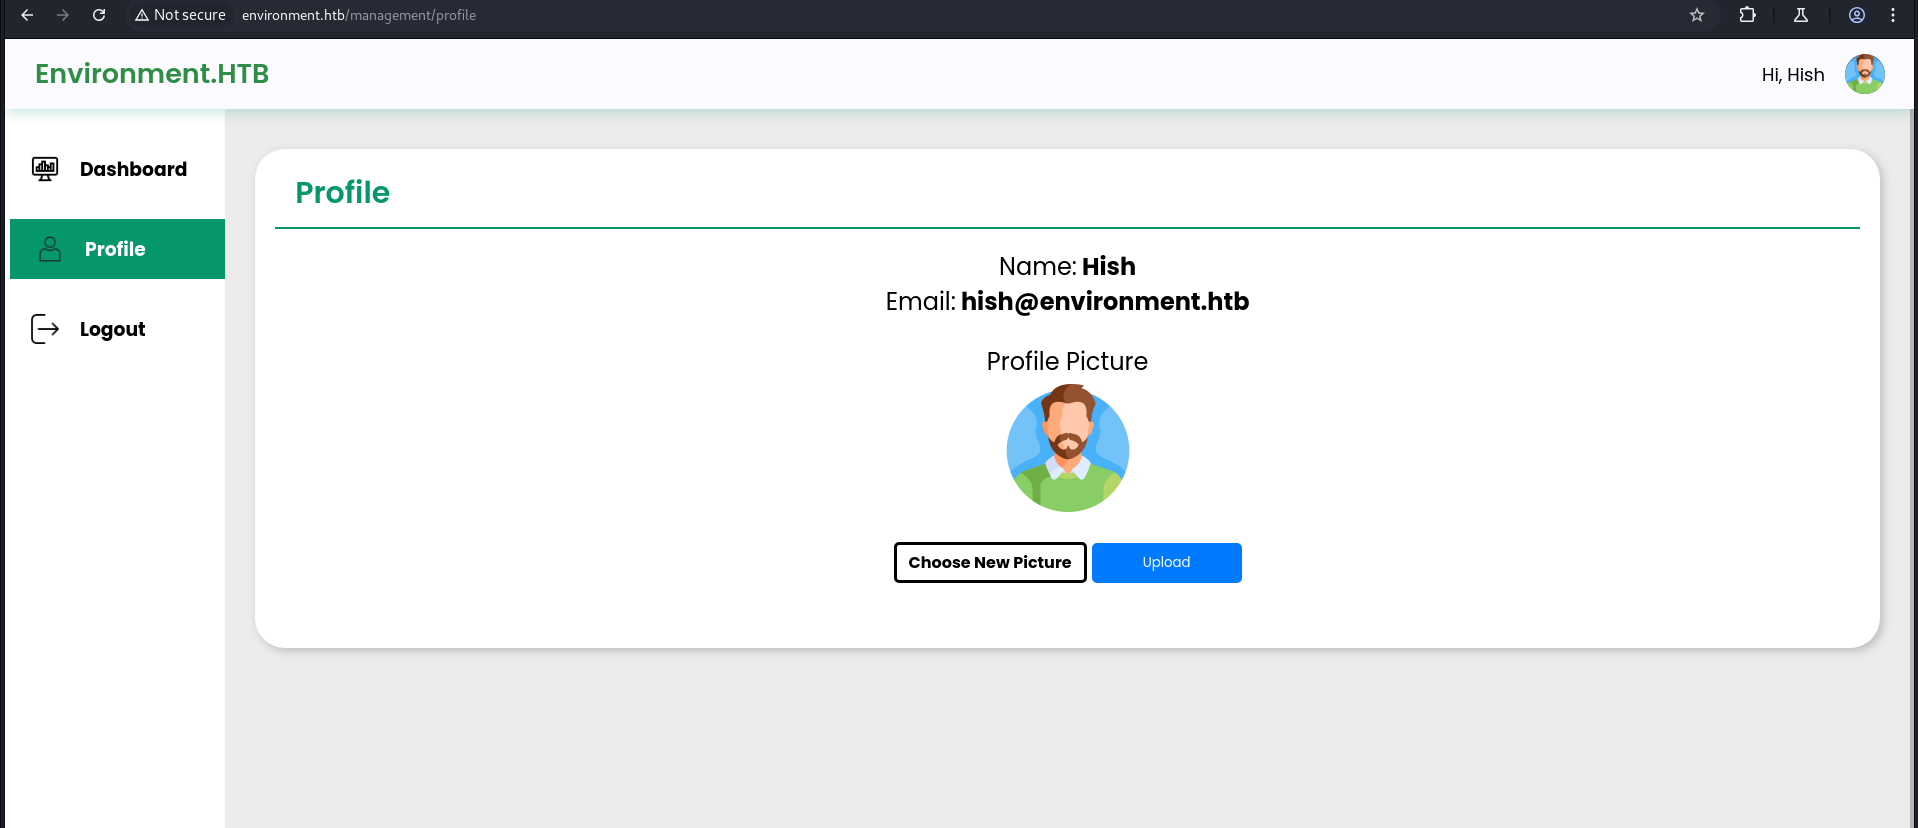 Not secure environment.htb/management/profile
Environment.HTB
Hi, Hish
Dashboard
Profile
Logout
Profile
Name: Hish
Email: hish@environment.htb
Profile Picture
Choose New Picture Upload